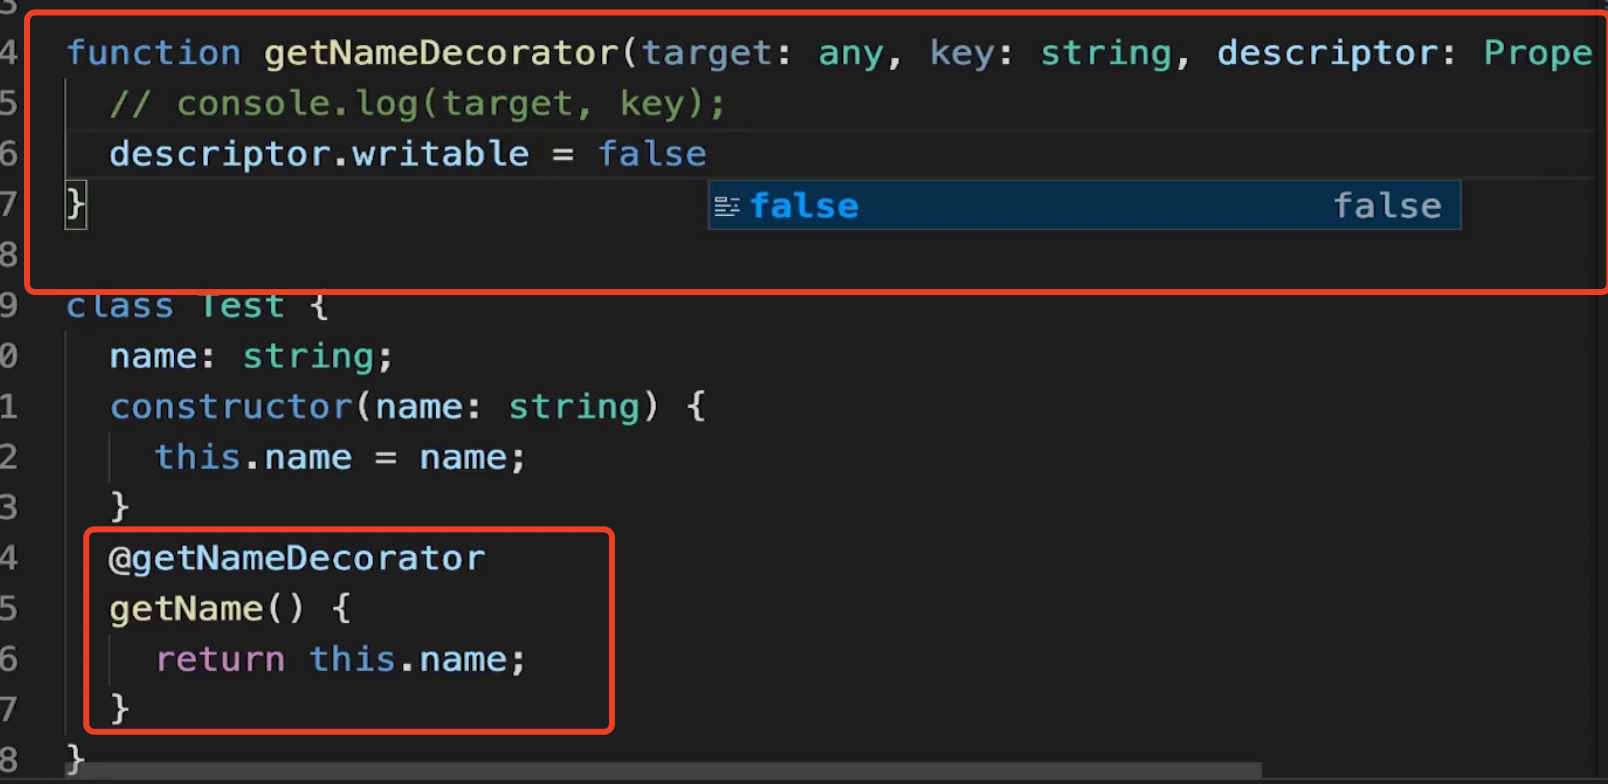 3
4 function getNameDecorator(target: any, key: string, descriptor: Prope
5 // console.log(target, key);
6 descriptor.writable = false
7 }
false false
8
9 class Test {
0 name: string;
1 constructor(name: string) {
2 this.name = name;
3 }
4 @getNameDecorator
5 getName() {
6 return this.name;
7 }
8 }